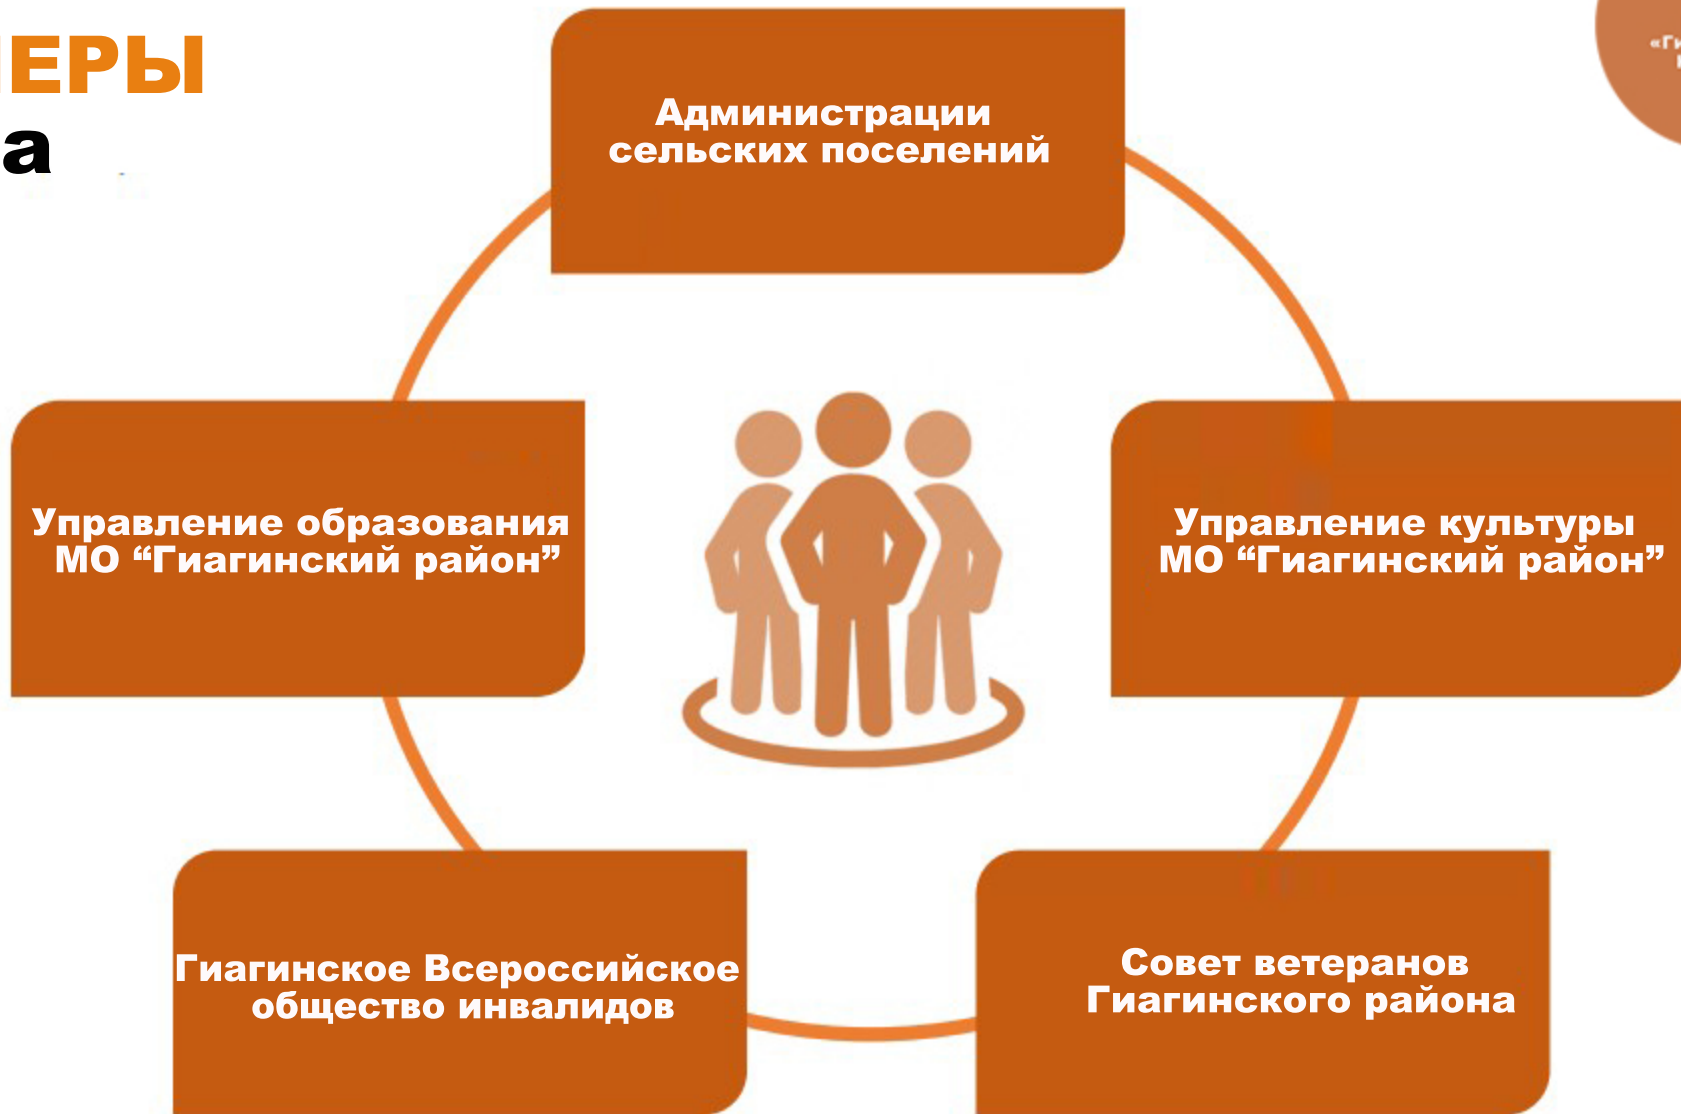 НЕРЫ
а
Администрации
сельских поселений
Управление образования
МО “Гиагинский район”
Управление культуры
МО “Гиагинский район”
Гиагинское Всероссийское
общество инвалидов
Совет ветеранов
Гиагинского района